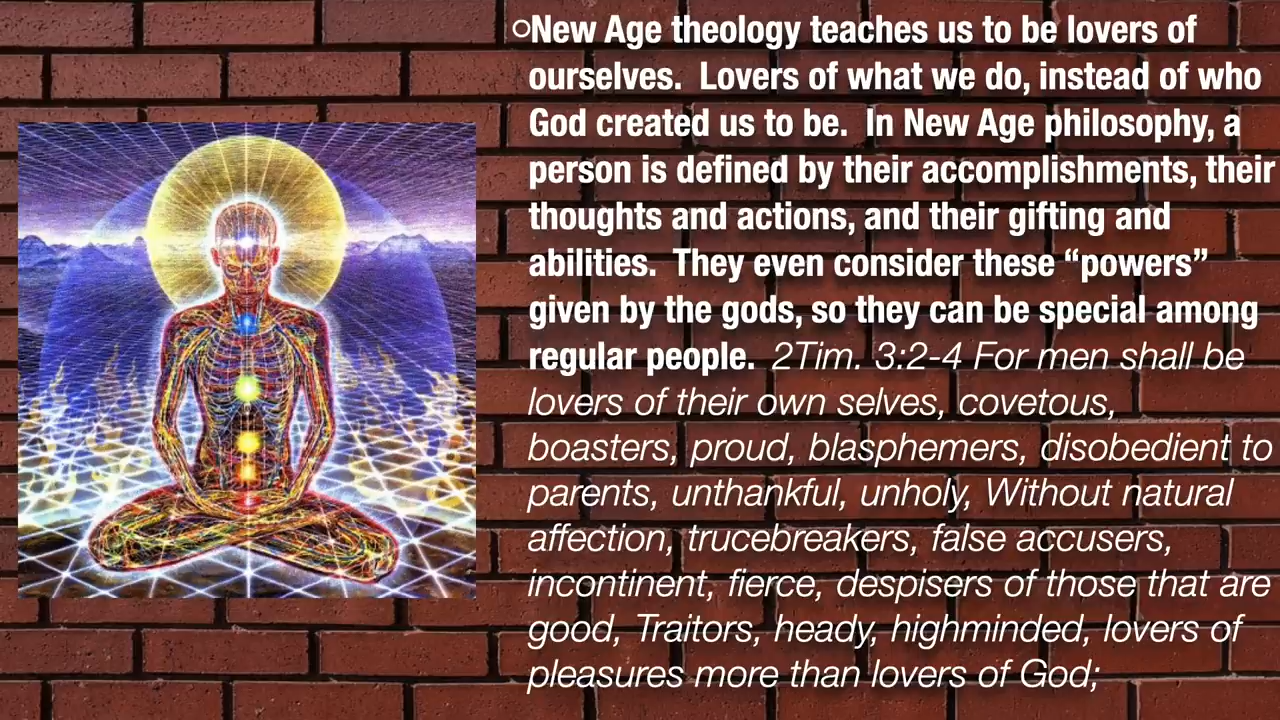 ○New Age theology teaches us to be lovers of
ourselves.  Lovers of what we do, instead of who
God created us to be.  In New Age philosophy, a
person is defined by their accomplishments, their
thoughts and actions, and their gifting and
abilities.  They even consider these “powers”
given by the gods, so they can be special among
regular people.  2Tim. 3:2-4 For men shall be
lovers of their own selves, covetous,
boasters, proud, blasphemers, disobedient to
parents, unthankful, unholy, Without natural
affection, trucebreakers, false accusers,
incontinent, fierce, despisers of those that are
good, Traitors, heady, highminded, lovers of
pleasures more than lovers of God;